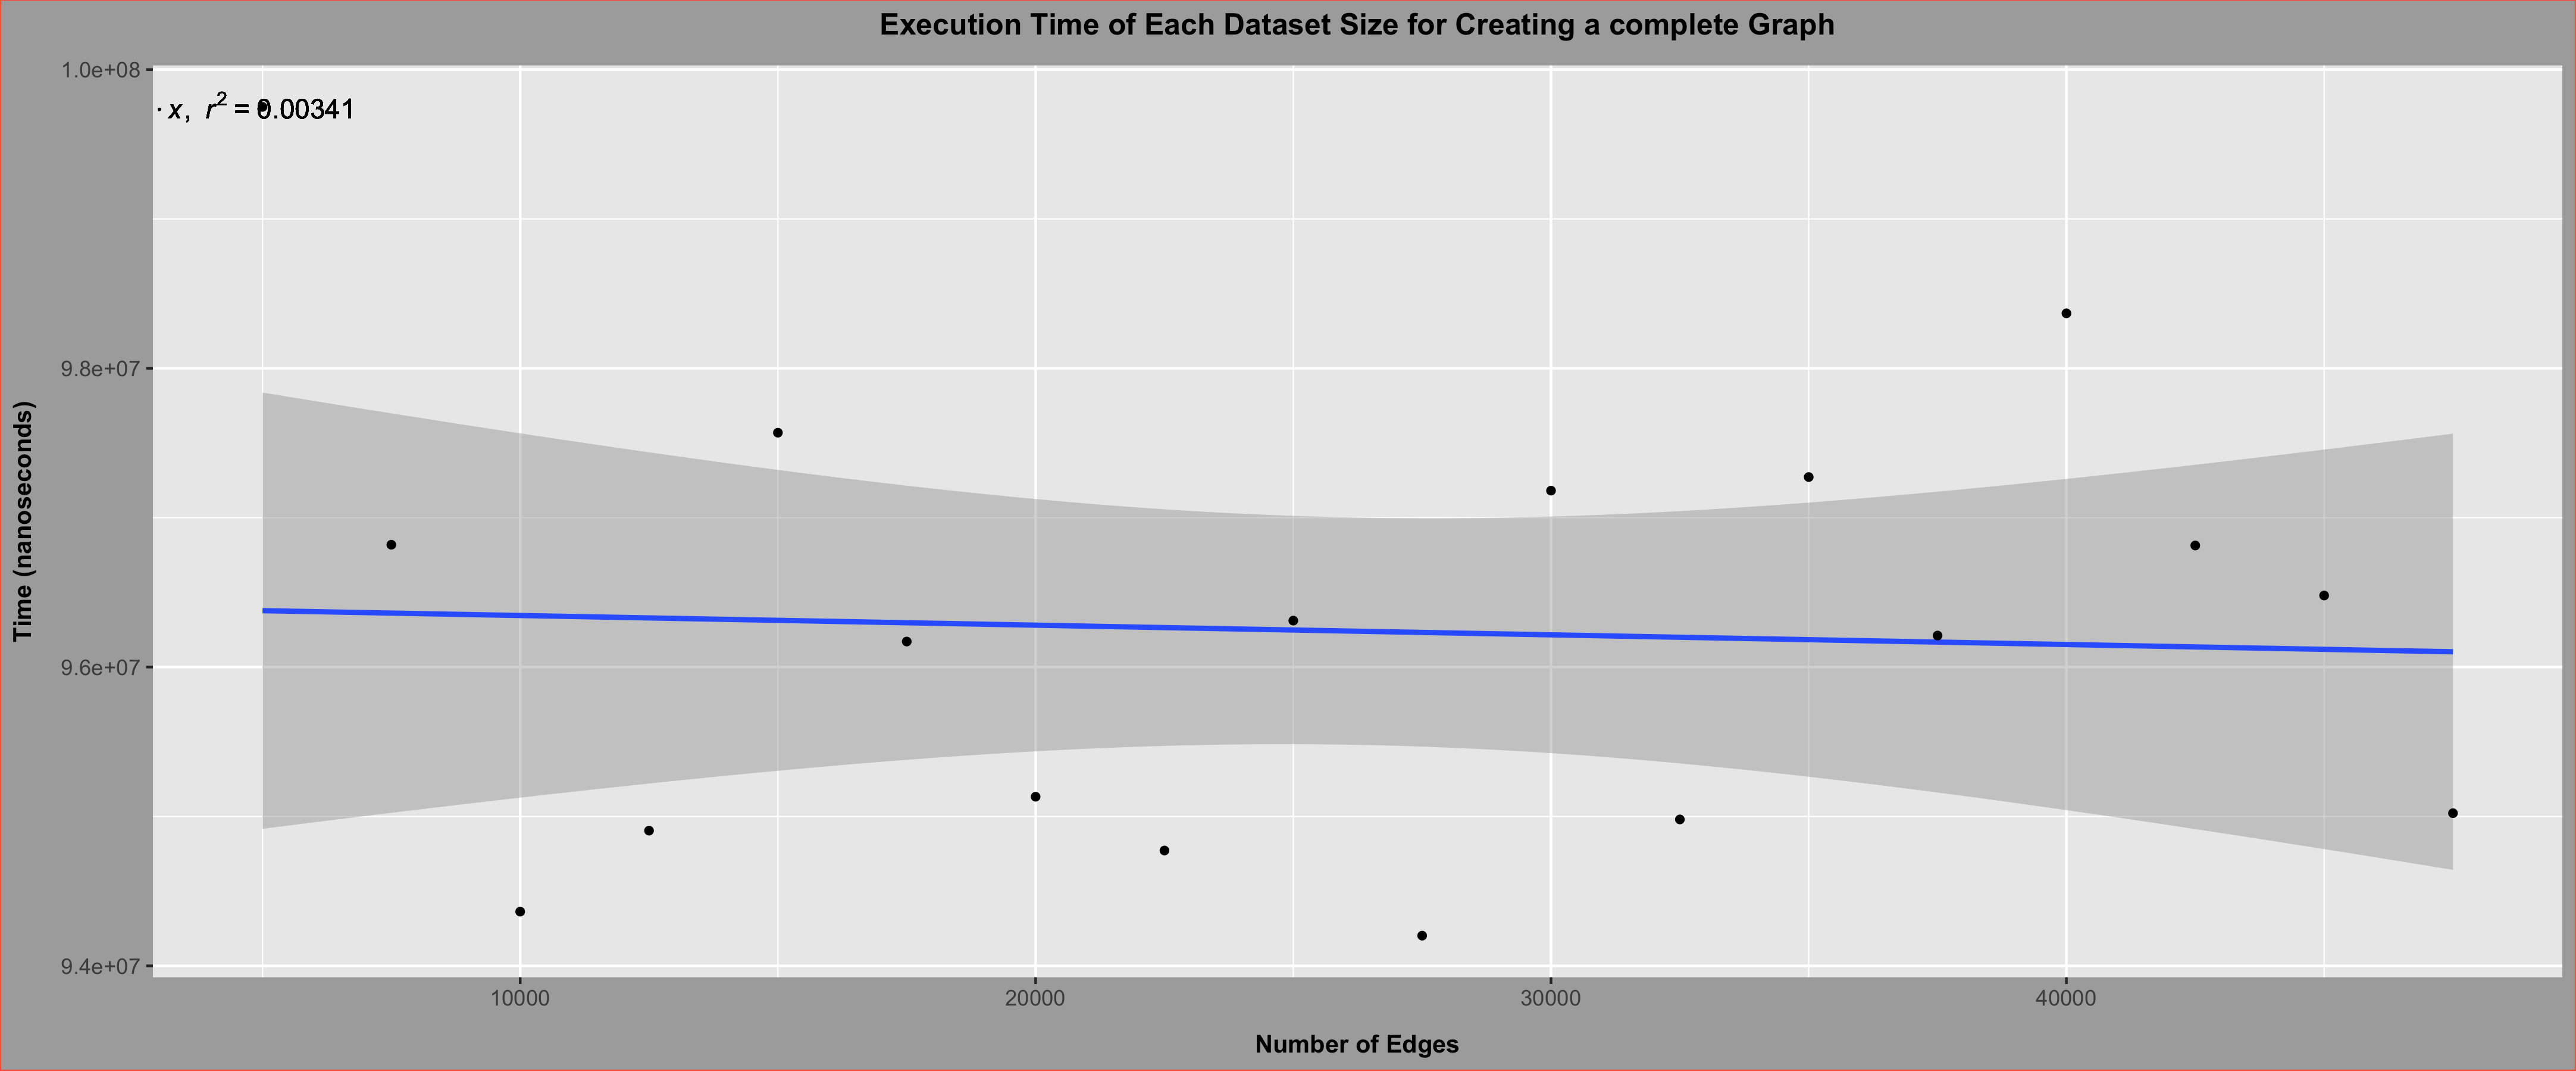 Execution Time of Each Dataset Size for Creating a complete Graph
1.0e+08
· x, r² = 0.00341
9.8e+07
Time (nanoseconds)
9.6e+07
9.4e+07
10000 20000 30000 40000
Number of Edges